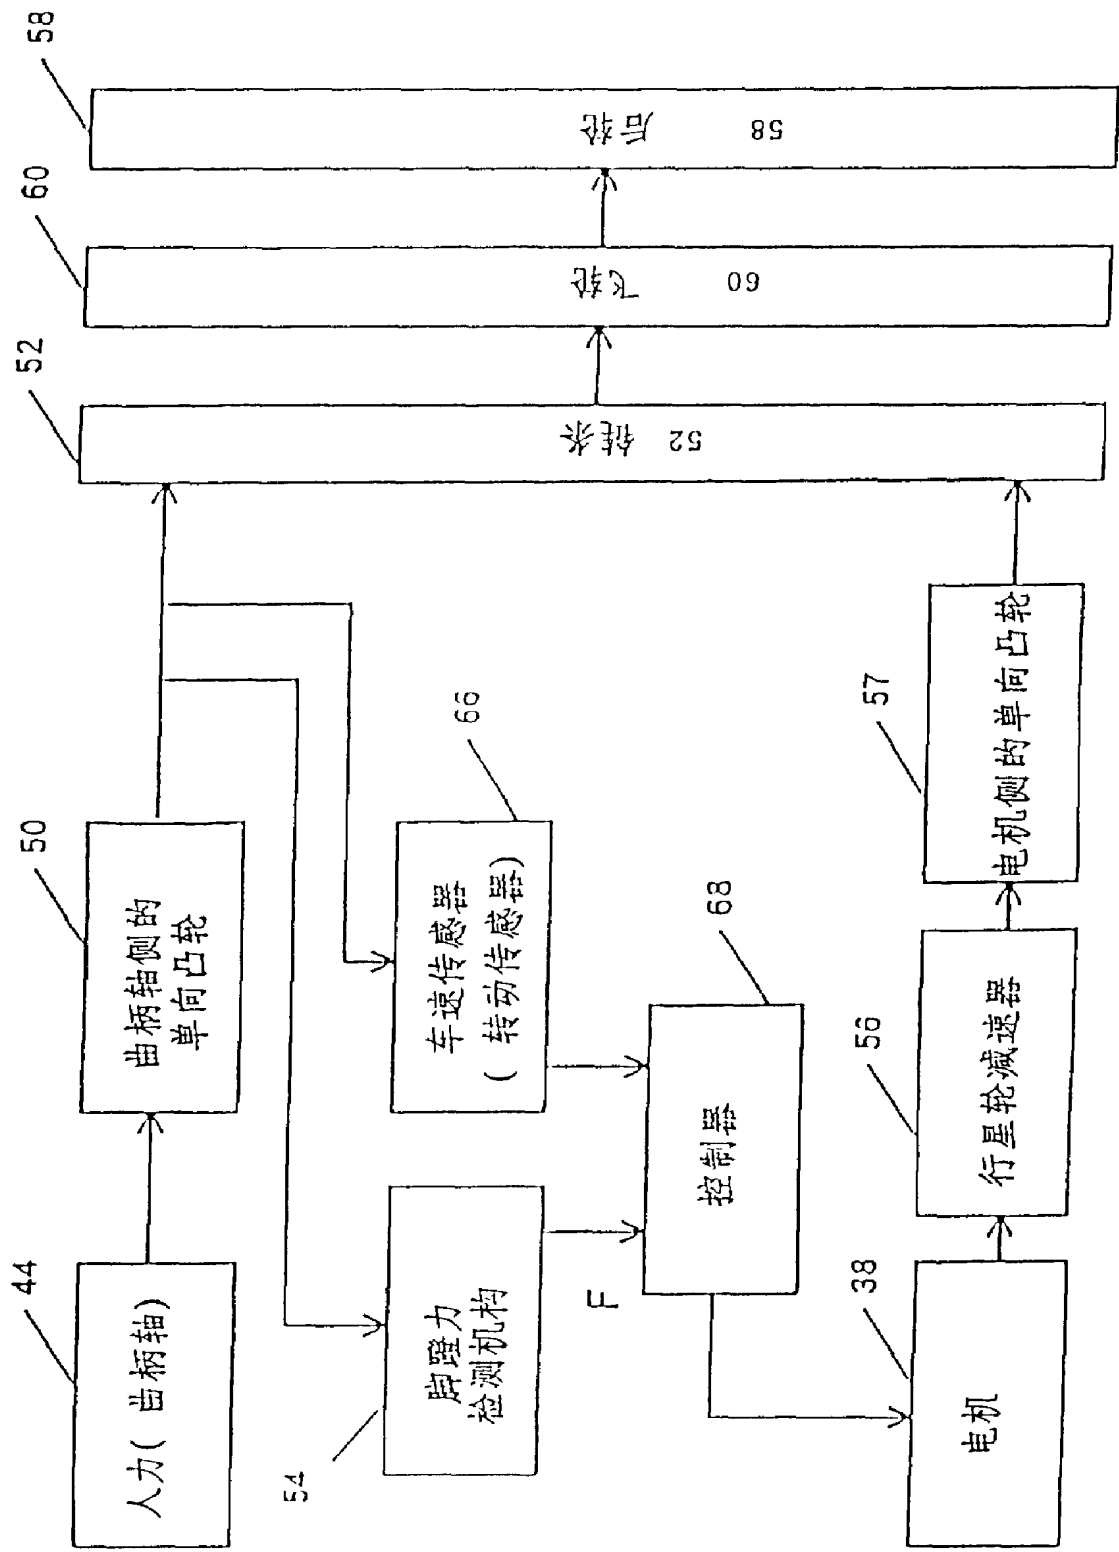 44
人力(曲柄轴)
50
曲柄轴侧的
单向凸轮
54
脚蹬力
检测机构
66
车速传感器
(转动传感器)
F
68
控制器
38
电机
56
行星轮减速器
57
电机侧的单向凸轮
52
52 链条
60
飞轮 60
58
后轮 58